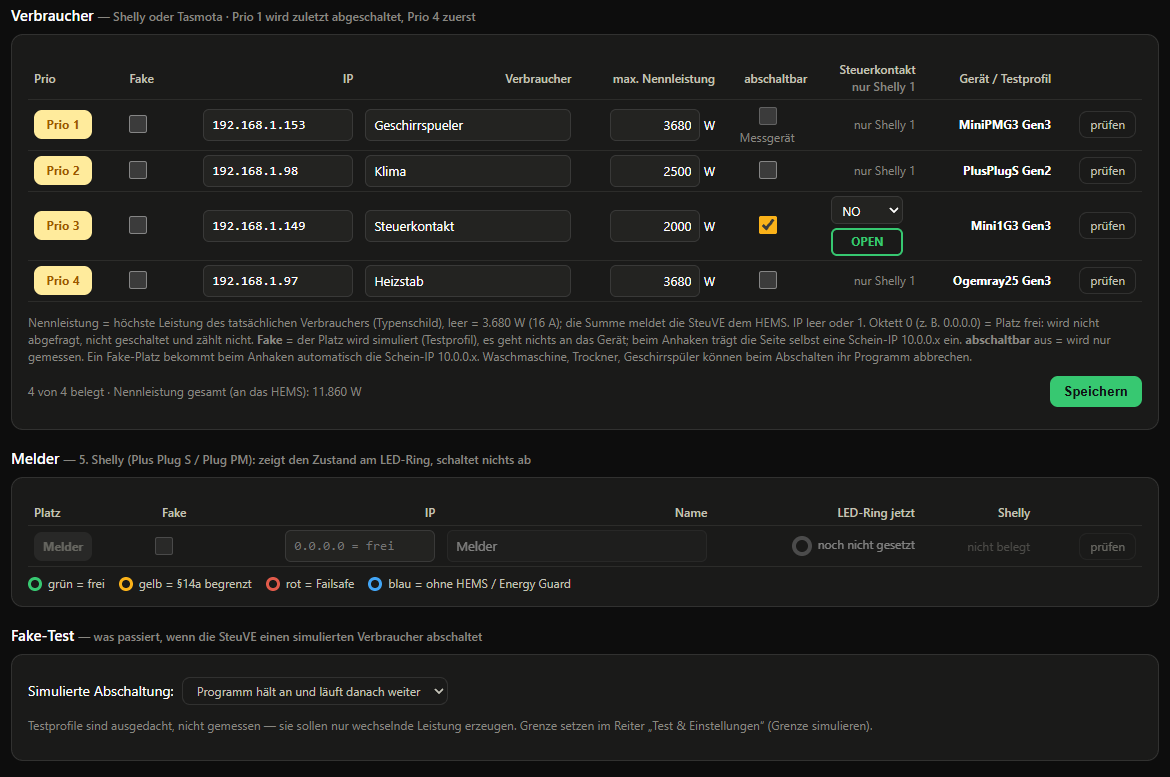 Verbraucher — Shelly oder Tasmota · Prio 1 wird zuletzt abgeschaltet, Prio 4 zuerst
Prio Fake IP Verbraucher max. Nennleistung abschaltbar Steuerkontakt nur Shelly 1 Gerät / Testprofil
Prio 1 192.168.1.153 Geschirrspueler 3680 W Messgerät nur Shelly 1 MiniPMG3 Gen3 prüfen
Prio 2 192.168.1.98 Klima 2500 W nur Shelly 1 PlusPlugS Gen2 prüfen
Prio 3 192.168.1.149 Steuerkontakt 2000 W NO OPEN Mini1G3 Gen3 prüfen
Prio 4 192.168.1.97 Heizstab 3680 W nur Shelly 1 Ogemray25 Gen3 prüfen
Nennleistung = höchste Leistung des tatsächlichen Verbrauchers (Typenschild), leer = 3.680 W (16 A); die Summe meldet die SteuVE dem HEMS. IP leer oder 1. Oktett 0 (z. B. 0.0.0.0) = Platz frei: wird nicht
abgefragt, nicht geschaltet und zählt nicht. Fake = der Platz wird simuliert (Testprofil), es geht nichts an das Gerät; beim Anhaken trägt die Seite selbst eine Schein-IP 10.0.0.x ein. abschaltbar aus = wird nur
gemessen. Ein Fake-Platz bekommt beim Anhaken automatisch die Schein-IP 10.0.0.x. Waschmaschine, Trockner, Geschirrspüler können beim Abschalten ihr Programm abbrechen.
4 von 4 belegt · Nennleistung gesamt (an das HEMS): 11.860 W Speichern
Melder — 5. Shelly (Plus Plug S / Plug PM): zeigt den Zustand am LED-Ring, schaltet nichts ab
Platz Fake IP Name LED-Ring jetzt Shelly
Melder 0.0.0.0 = frei Melder noch nicht gesetzt nicht belegt prüfen
grün = frei gelb = §14a begrenzt rot = Failsafe blau = ohne HEMS / Energy Guard
Fake-Test — was passiert, wenn die SteuVE einen simulierten Verbraucher abschaltet
Simulierte Abschaltung: Programm hält an und läuft danach weiter
Testprofile sind ausgedacht, nicht gemessen — sie sollen nur wechselnde Leistung erzeugen. Grenze setzen im Reiter „Test & Einstellungen“ (Grenze simulieren).